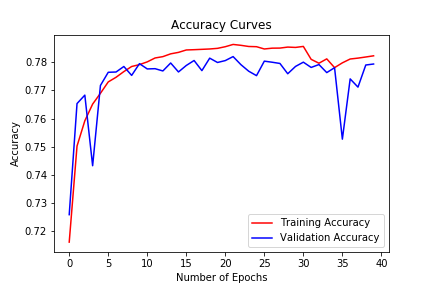 Accuracy Curves
Accuracy
0.78
0.77
0.76
0.75
0.74
0.73
0.72
Training Accuracy
Validation Accuracy
0 5 10 15 20 25 30 35 40
Number of Epochs